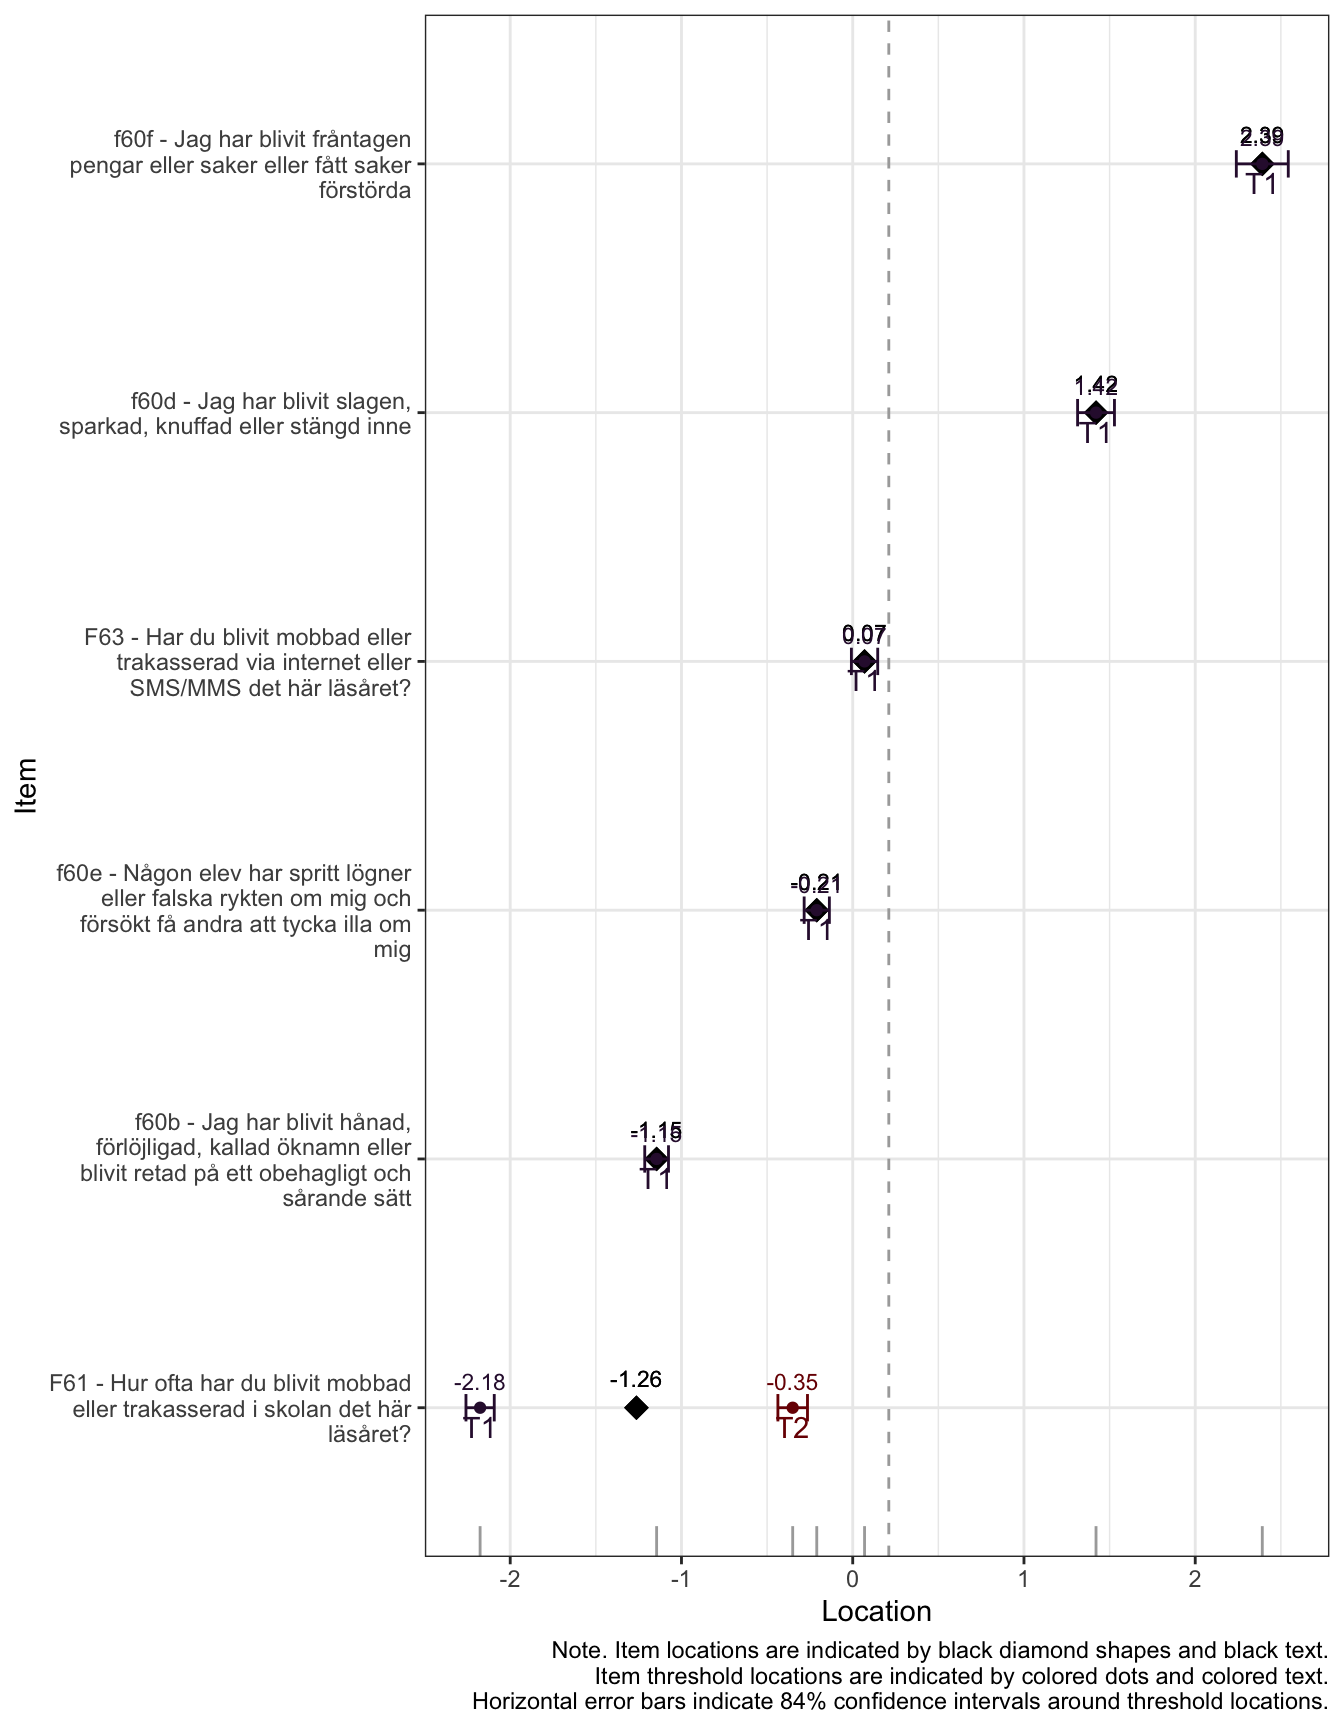 f60f - Jag har blivit fråntagen
pengar eller saker eller fått saker
förstörda
2.39
T1
f60d - Jag har blivit slagen,
sparkad, knuffad eller stängd inne
1.42
T1
F63 - Har du blivit mobbad eller
trakasserad via internet eller
SMS/MMS det här läsåret?
0.07
T1
Item
f60e - Någon elev har spritt lögner
eller falska rykten om mig och
försökt få andra att tycka illa om
mig
-0.21
T1
f60b - Jag har blivit hånad,
förlöjligad, kallad öknamn eller
blivit retad på ett obehagligt och
sårande sätt
-1.15
T1
F61 - Hur ofta har du blivit mobbad
eller trakasserad i skolan det här
läsåret?
-2.18 -1.26 -0.35
T1 T2
-2 -1 0 1 2
Location
Note. Item locations are indicated by black diamond shapes and black text.
Item threshold locations are indicated by colored dots and colored text.
Horizontal error bars indicate 84% confidence intervals around threshold locations.